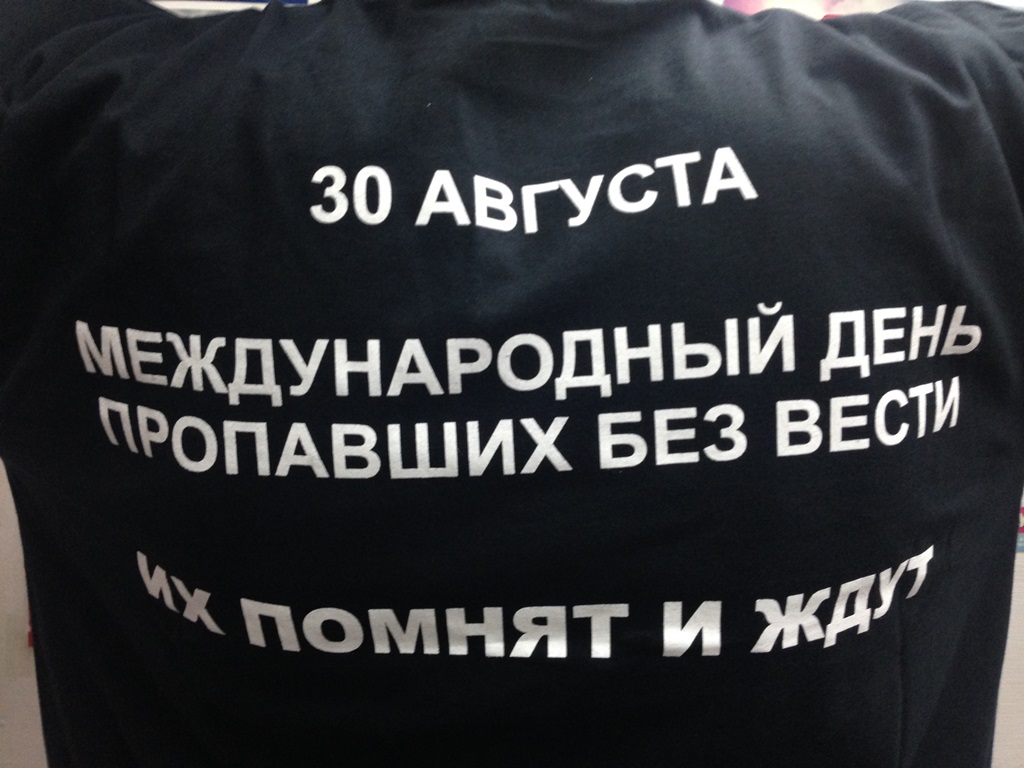 30 АВГУСТА
МЕЖДУНАРОДНЫЙ ДЕНЬ
ПРОПАВШИХ БЕЗ ВЕСТИ
ИХ ПОМНЯТ И ЖДУТ